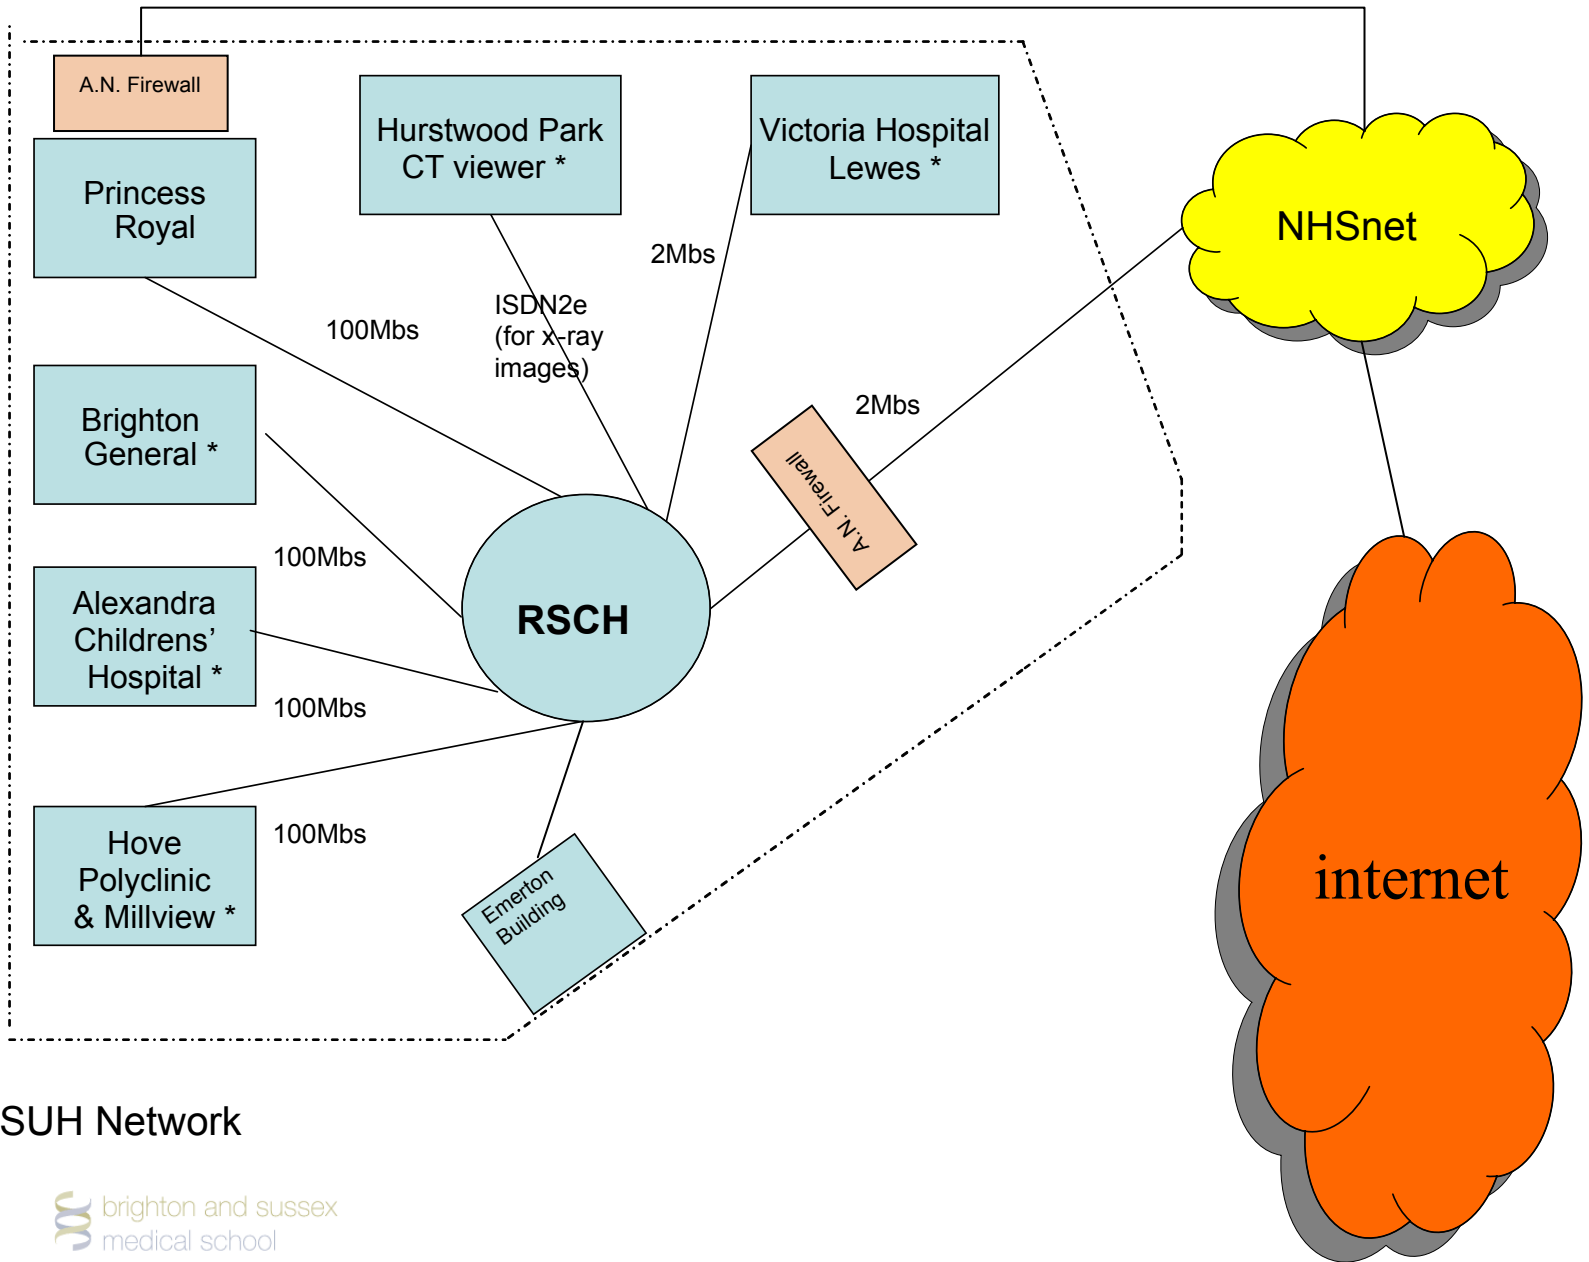 A.N. Firewall
Princess
Royal
Hurstwood Park
CT viewer *
Victoria Hospital
Lewes *
NHSnet
2Mbs
ISDN2e
(for x-ray
images)
100Mbs
2Mbs
Brighton
General *
A.N. Firewall
100Mbs
Alexandra
Childrens’
Hospital *
RSCH
100Mbs
Hove
Polyclinic
& Millview *
100Mbs
Emerton
Building
internet
SUH Network
brighton and sussex
medical school